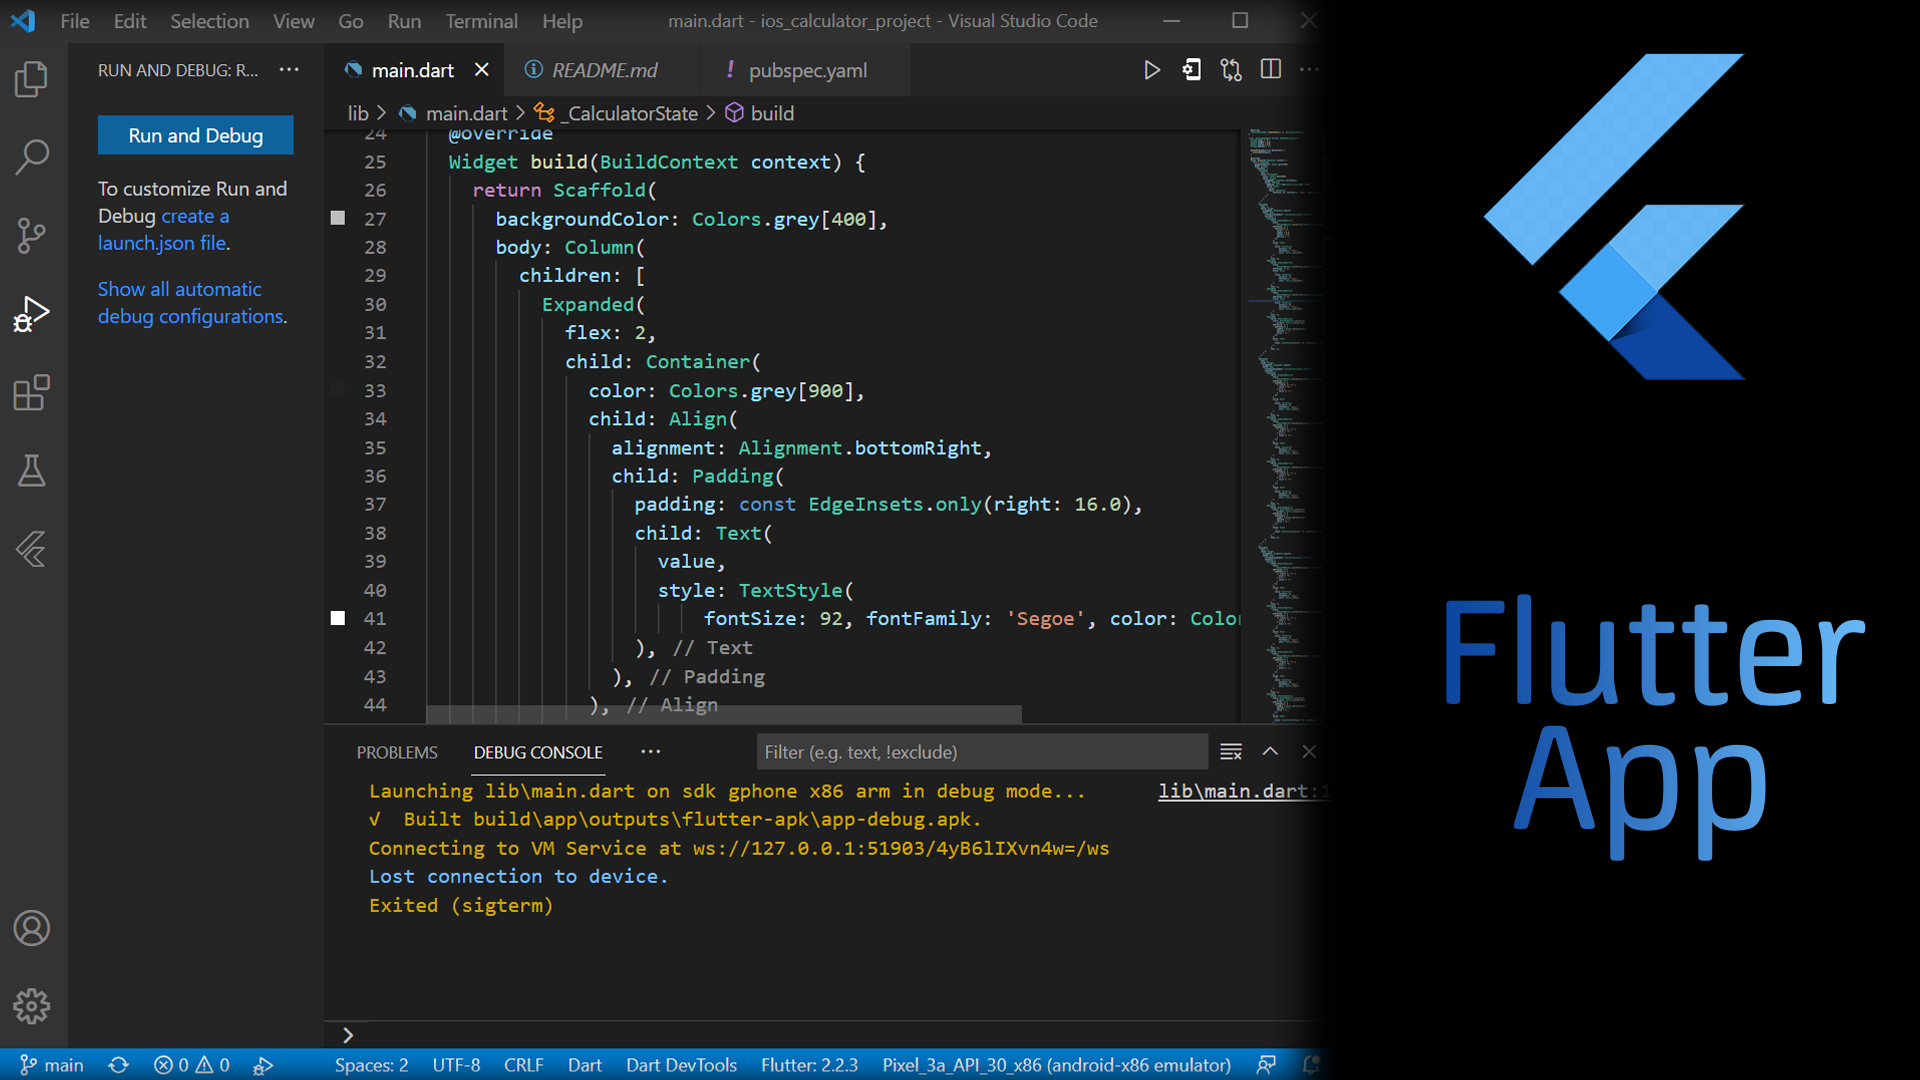 File Edit Selection View Go Run Terminal Help
main.dart - ios_calculator_project - Visual Studio Code
RUN AND DEBUG: R...
Run and Debug
To customize Run and
Debug create a
launch.json file.
Show all automatic
debug configurations.
main.dart README.md pubspec.yaml
lib > main.dart > _CalculatorState > build
24 @override
25 Widget build(BuildContext context) {
26 return Scaffold(
27 backgroundColor: Colors.grey[400],
28 body: Column(
29 children: [
30 Expanded(
31 flex: 2,
32 child: Container(
33 color: Colors.grey[900],
34 child: Align(
35 alignment: Alignment.bottomRight,
36 child: Padding(
37 padding: const EdgeInsets.only(right: 16.0),
38 child: Text(
39 value,
40 style: TextStyle(
41 fontSize: 92, fontFamily: 'Segoe', color: Color
42 ), // Text
43 ), // Padding
44 ), // Align
PROBLEMS DEBUG CONSOLE
Filter (e.g. text, !exclude)
Launching lib\main.dart on sdk gphone x86 arm in debug mode... lib\main.dart:1
√ Built build\app\outputs\flutter-apk\app-debug.apk.
Connecting to VM Service at ws://127.0.0.1:51903/4yB6lIXvn4w=/ws
Lost connection to device.
Exited (sigterm)
main 0 0 Spaces: 2 UTF-8 CRLF Dart Dart DevTools Flutter: 2.2.3 Pixel_3a_API_30_x86 (android-x86 emulator)
Flutter
App